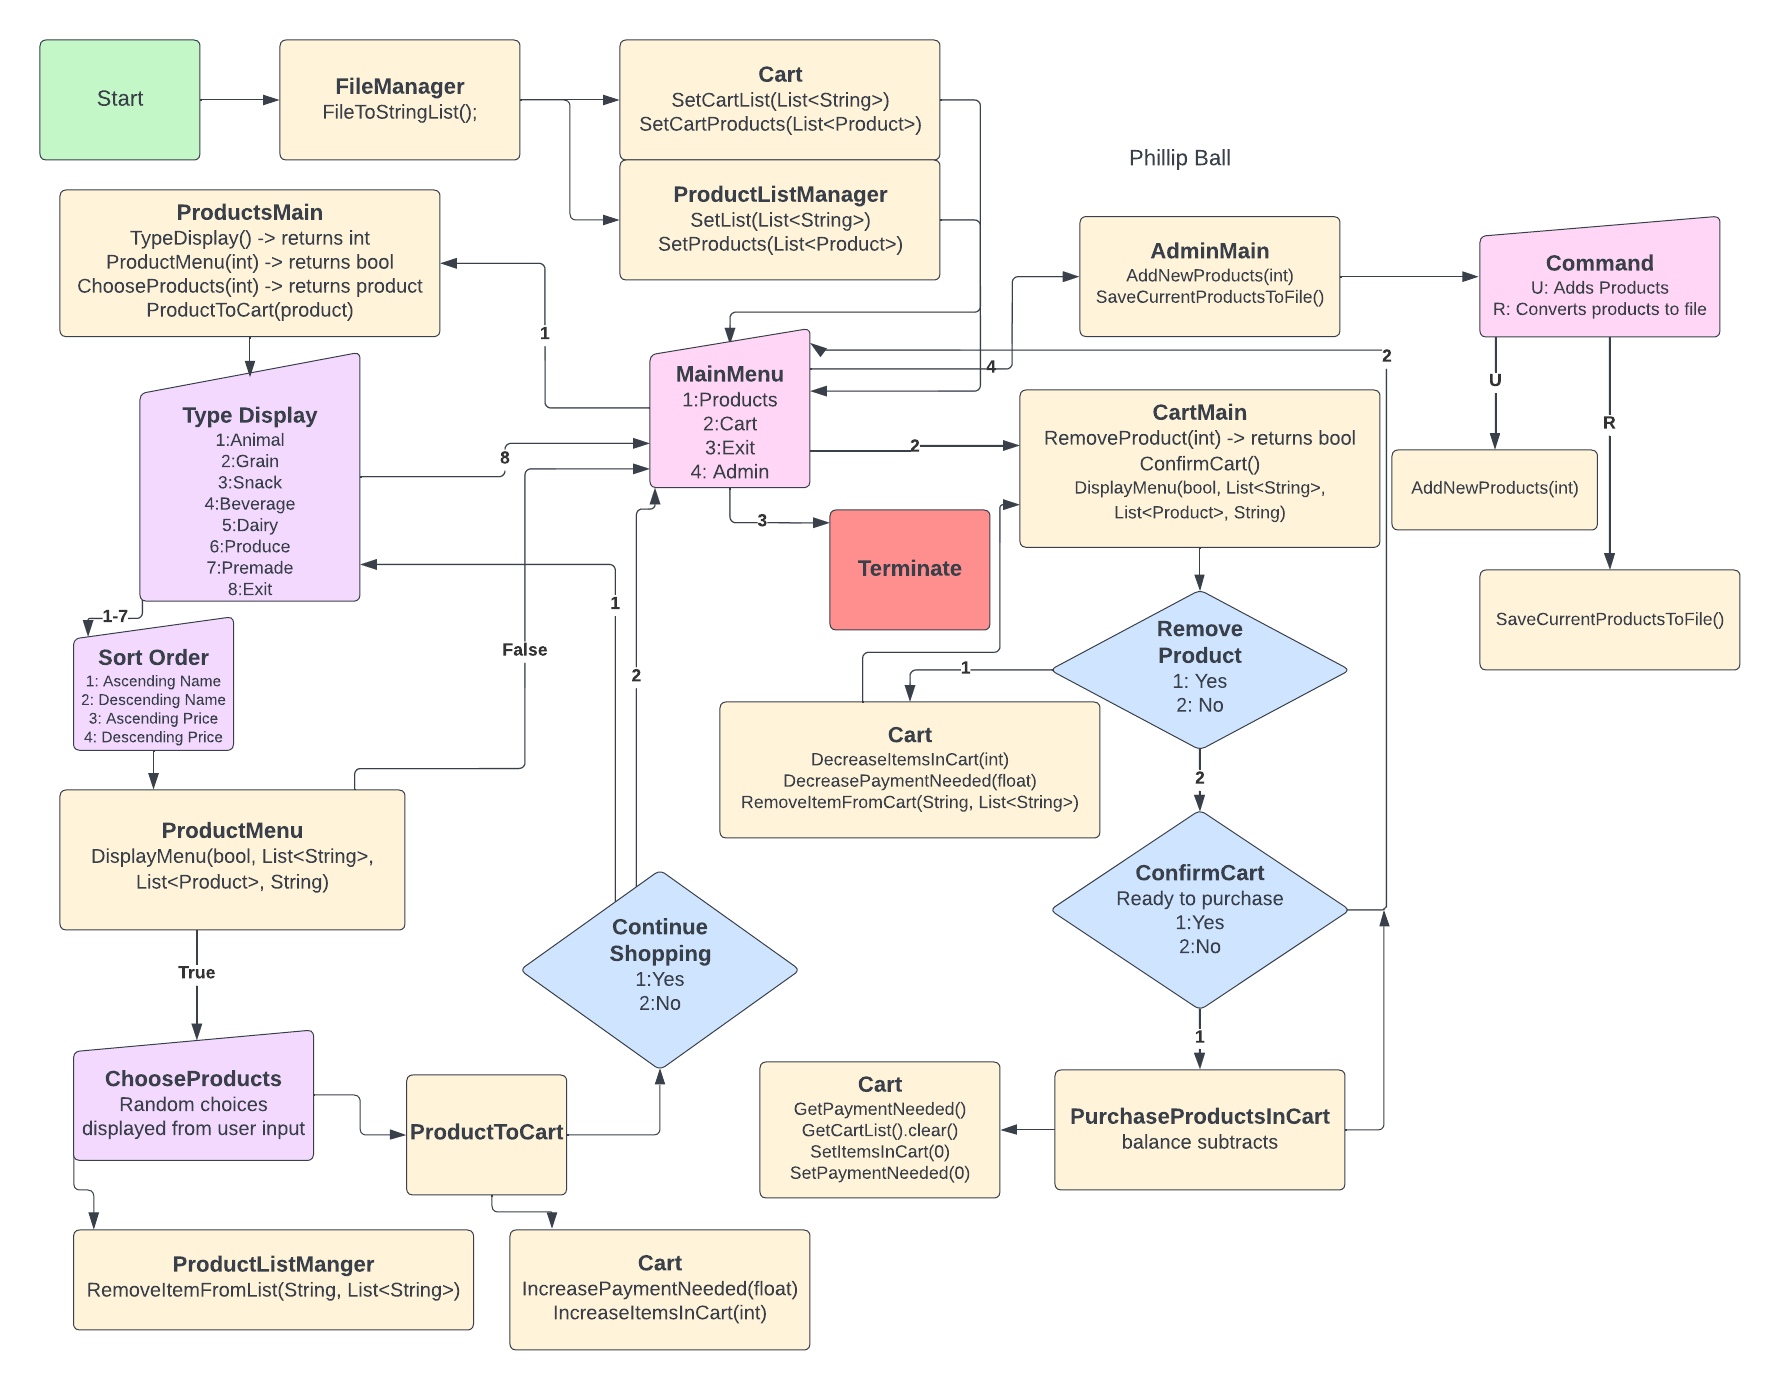 Start
FileManager
FileToStringList();
Cart
SetCartList(List<String>)
SetCartProducts(List<Product>)
Phillip Ball
ProductListManager
SetList(List<String>)
SetProducts(List<Product>)
ProductsMain
TypeDisplay() -> returns int
ProductMenu(int) -> returns bool
ChooseProducts(int) -> returns product
ProductToCart(product)
AdminMain
AddNewProducts(int)
SaveCurrentProductsToFile()
Command
U: Adds Products
R: Converts products to file
1
4
2
MainMenu
1:Products
2:Cart
3:Exit
4: Admin
Type Display
1:Animal
2:Grain
3:Snack
4:Beverage
5:Dairy
6:Produce
7:Premade
8:Exit
8
2
3
CartMain
RemoveProduct(int) -> returns bool
ConfirmCart()
DisplayMenu(bool, List<String>,
List<Product>, String)
U
R
AddNewProducts(int)
SaveCurrentProductsToFile()
Terminate
1-7
1
False
2
Sort Order
1: Ascending Name
2: Descending Name
3: Ascending Price
4: Descending Price
Remove
Product
1: Yes
2: No
1
2
Cart
DecreaseItemsInCart(int)
DecreasePaymentNeeded(float)
RemoveItemFromCart(String, List<String>)
ProductMenu
DisplayMenu(bool, List<String>,
List<Product>, String)
True
Continue
Shopping
1:Yes
2:No
ConfirmCart
Ready to purchase
1:Yes
2:No
1
ChooseProducts
Random choices
displayed from user input
ProductToCart
Cart
GetPaymentNeeded()
GetCartList().clear()
SetItemsInCart(0)
SetPaymentNeeded(0)
PurchaseProductsInCart
balance subtracts
ProductListManger
RemoveItemFromList(String, List<String>)
Cart
IncreasePaymentNeeded(float)
IncreaseItemsInCart(int)